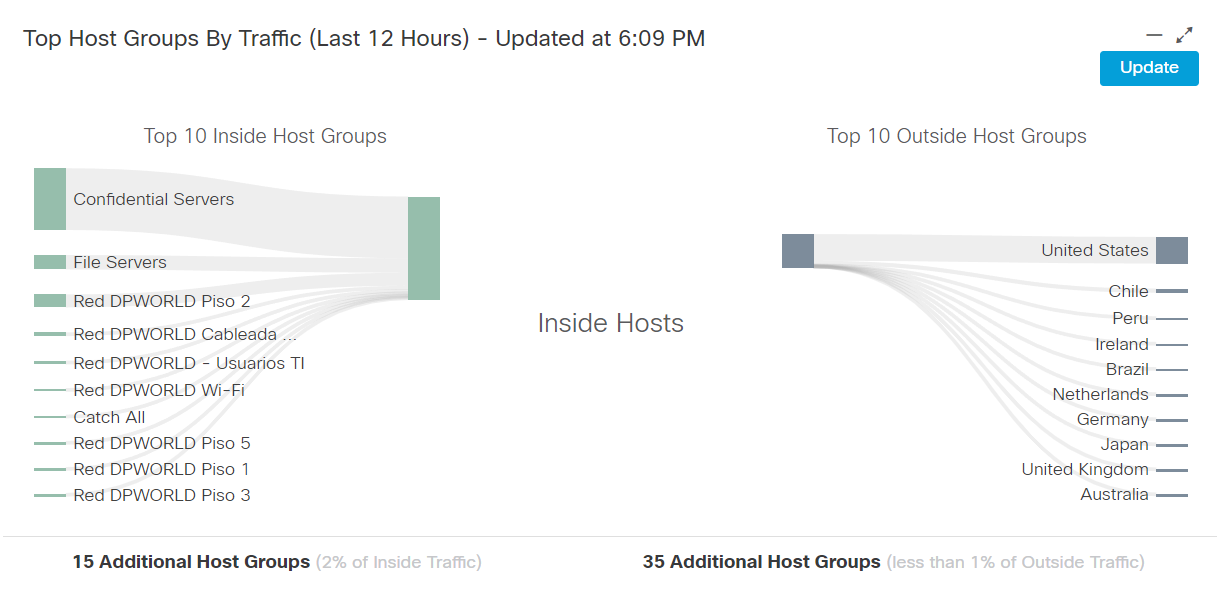 Top Host Groups By Traffic (Last 12 Hours) - Updated at 6:09 PM
Update
Top 10 Inside Host Groups
Top 10 Outside Host Groups
Confidential Servers
File Servers
Red DPWORLD Piso 2
Red DPWORLD Cableada ...
Red DPWORLD - Usuarios TI
Red DPWORLD Wi-Fi
Catch All
Red DPWORLD Piso 5
Red DPWORLD Piso 1
Red DPWORLD Piso 3
Inside Hosts
United States
Chile
Peru
Ireland
Brazil
Netherlands
Germany
Japan
United Kingdom
Australia
15 Additional Host Groups (2% of Inside Traffic)
35 Additional Host Groups (less than 1% of Outside Traffic)